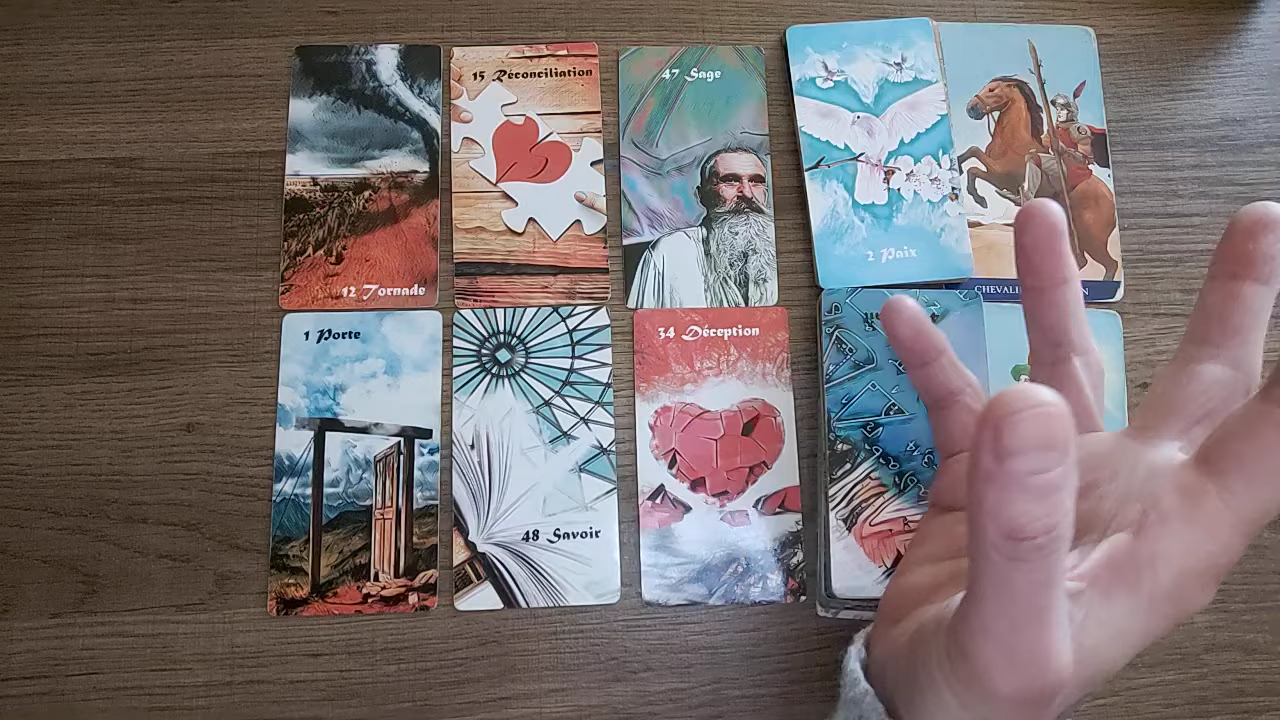 12 Tornade
15 Réconciliation
47 Sage
2 Paix
1 Porte
48 Savoir
34 Déception